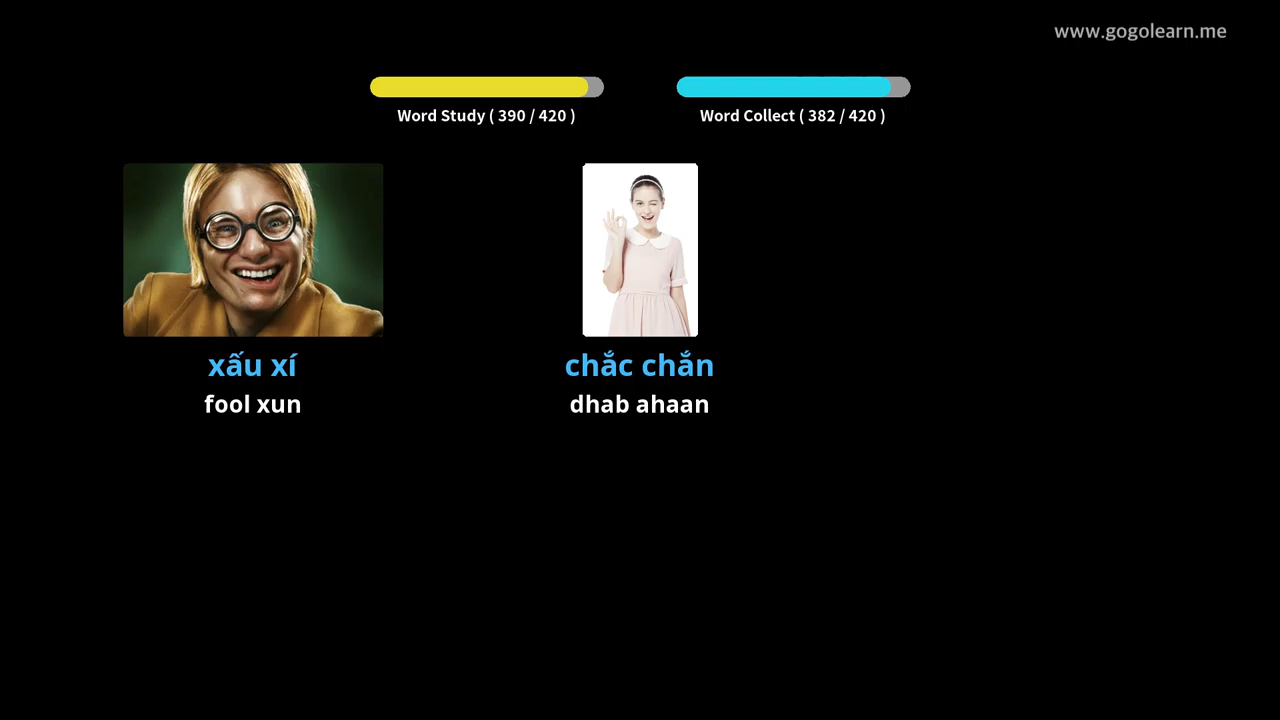 www.gogolearn.me
Word Study ( 390 / 420 )
Word Collect ( 382 / 420 )
xấu xí
fool xun
chắc chắn
dhab ahaan